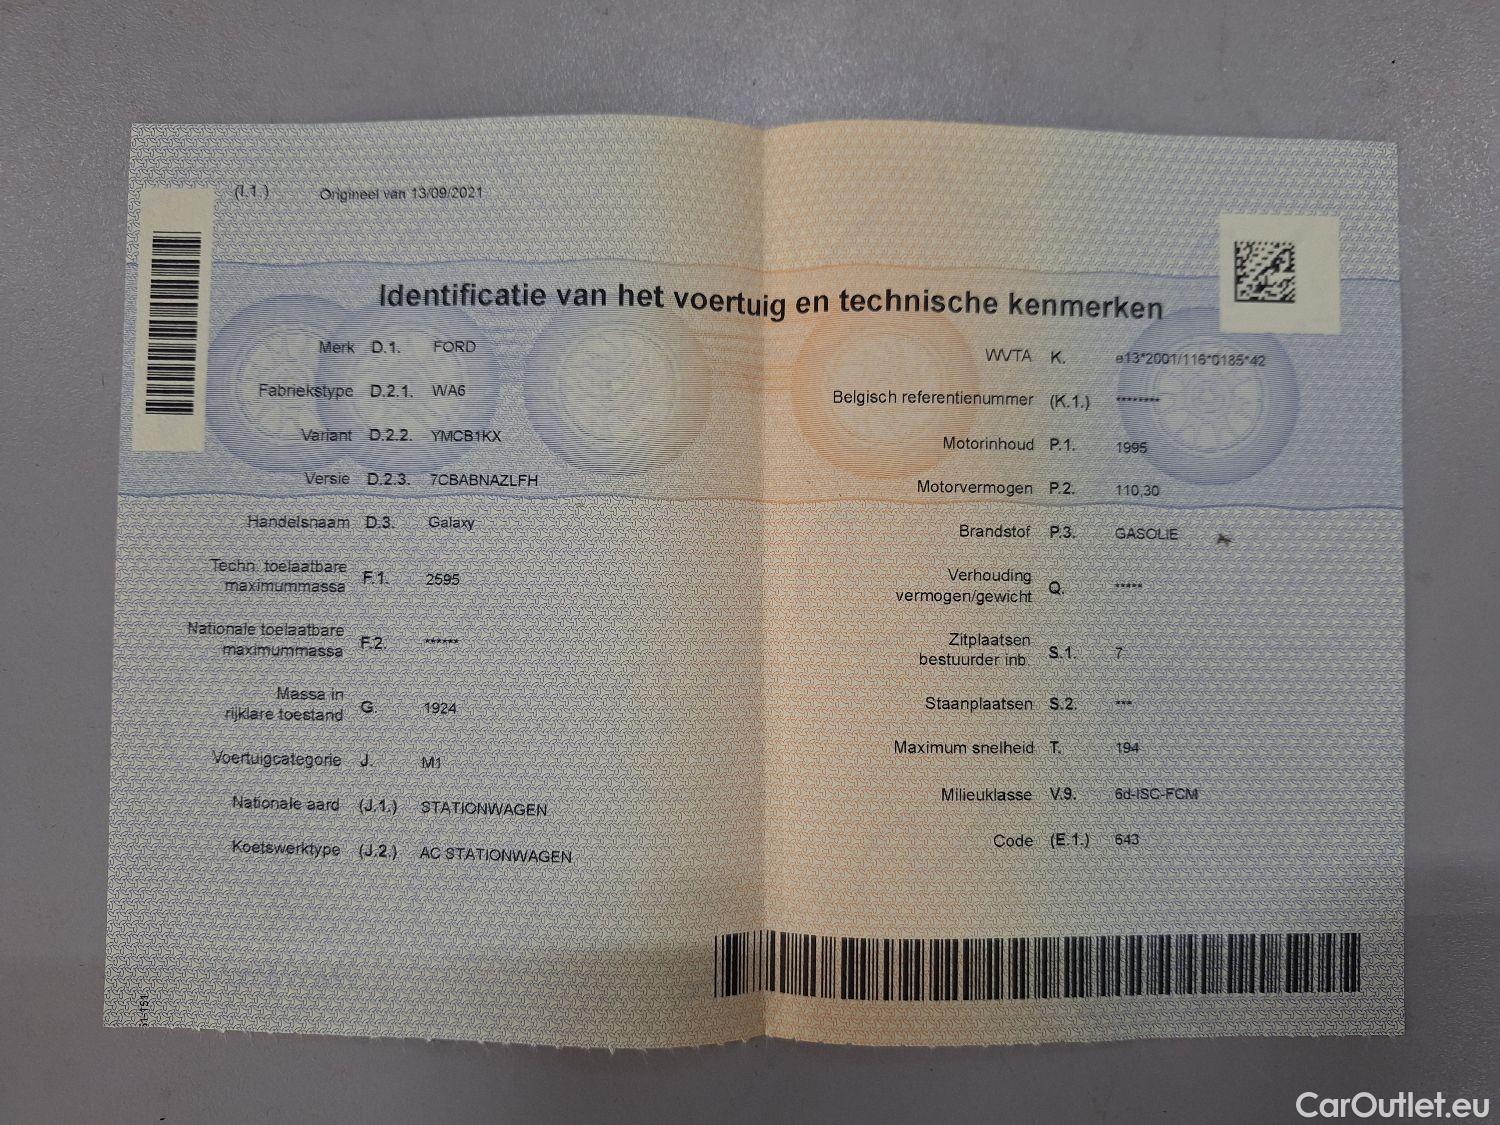 (I.1.) Origineel van 13/09/2021
Identificatie van het voertuig en technische kenmerken
Merk D.1. FORD
Fabriekstype D.2.1. WA6
Variant D.2.2. YMCB1KX
Versie D.2.3. 7CBABNAZLFH
Handelsnaam D.3. Galaxy
Techn. toelaatbare
maximummassa F.1. 2595
Nationale toelaatbare
maximummassa F.2. ******
Massa in
rijklare toestand G. 1924
Voertuigcategorie J. M1
Nationale aard (J.1.) STATIONWAGEN
Koetswerktype (J.2.) AC STATIONWAGEN
WVTA K. e13*2001/116*0185*42
Belgisch referentienummer (K.1.) ********
Motorinhoud P.1. 1995
Motorvermogen P.2. 110,30
Brandstof P.3. GASOLIE
Verhouding
vermogen/gewicht Q. *****
Zitplaatsen
bestuurder inb. S.1. 7
Staanplaatsen S.2. ***
Maximum snelheid T. 194
Milieuklasse V.9. 6d-ISC-FCM
Code (E.1.) 643
CarOutlet.eu